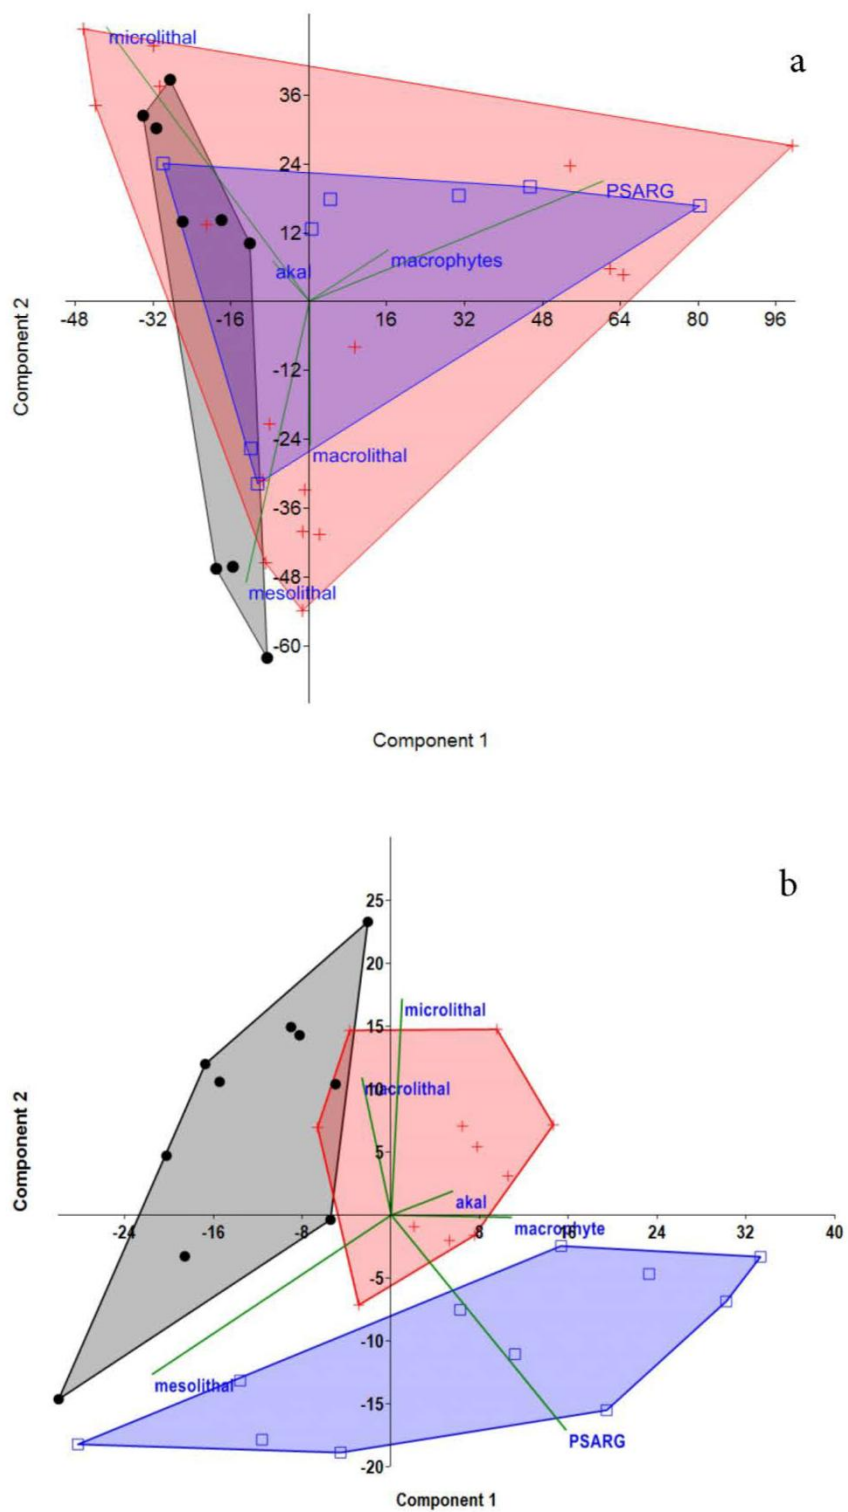 a
microlithal
36
24
PSARG
12
macrophytes
akal
-48 -32 -16 16 32 48 64 80 96
Component 2
-12
-24
macrolithal
-36
-48
mesolithal
-60
Component 1
b
25
20
microlithal
15
macrolithal
10
Component 2
5
akal
-24 -16 -8 8 16 24 32 40
macrophyte
-5
-10
mesolithal
-15
PSARG
-20
Component 1